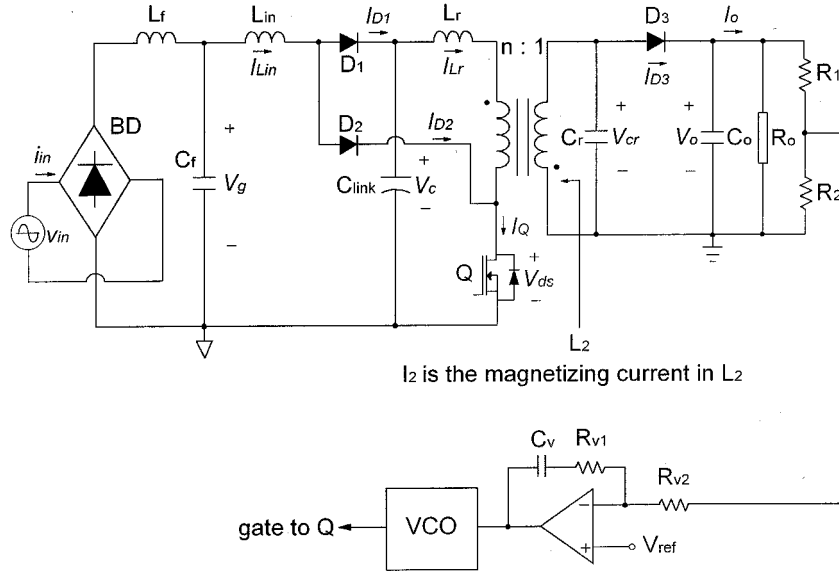 Lf
Lin
ILin
D1
ID1
Lr
ILr
n : 1
D3
ID3
Io
R1
D2
ID2
BD
iin
vin
Cf
+
Vg
−
Clink
+
Vc
−
IQ
Q
+
Vds
−
Cr
+
Vcr
−
+
Vo
−
Co
Ro
R2
L2
I2 is the magnetizing current in L2
Cv
Rv1
Rv2
−
+
Vref
VCO
gate to Q